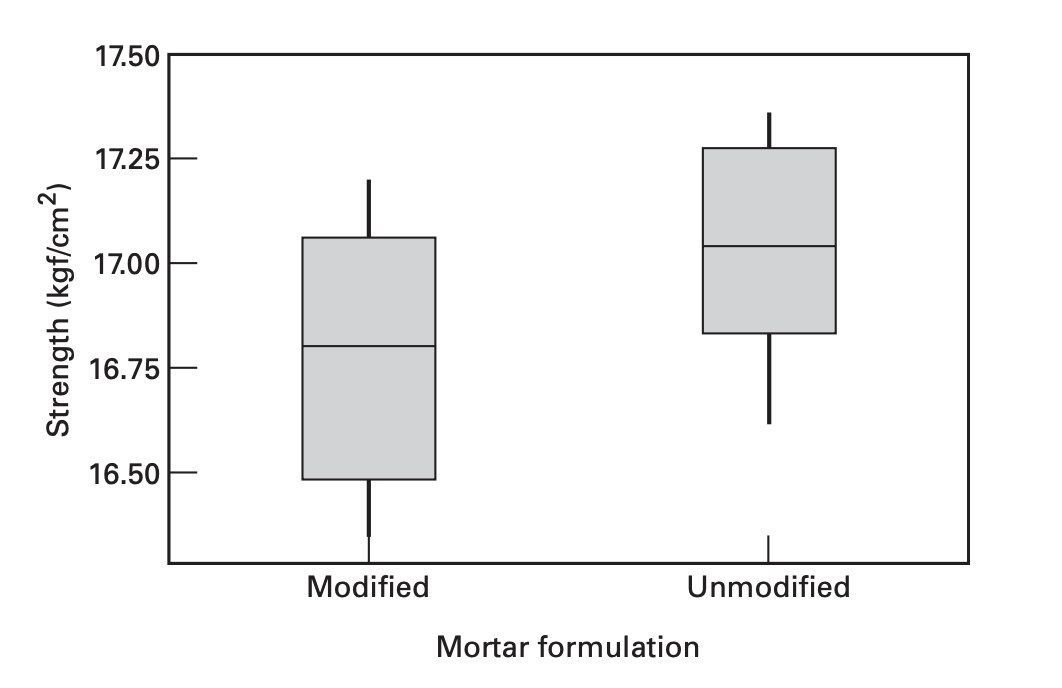 17.50
17.25
17.00
16.75
16.50
Strength (kgf/cm²)
Modified
Unmodified
Mortar formulation